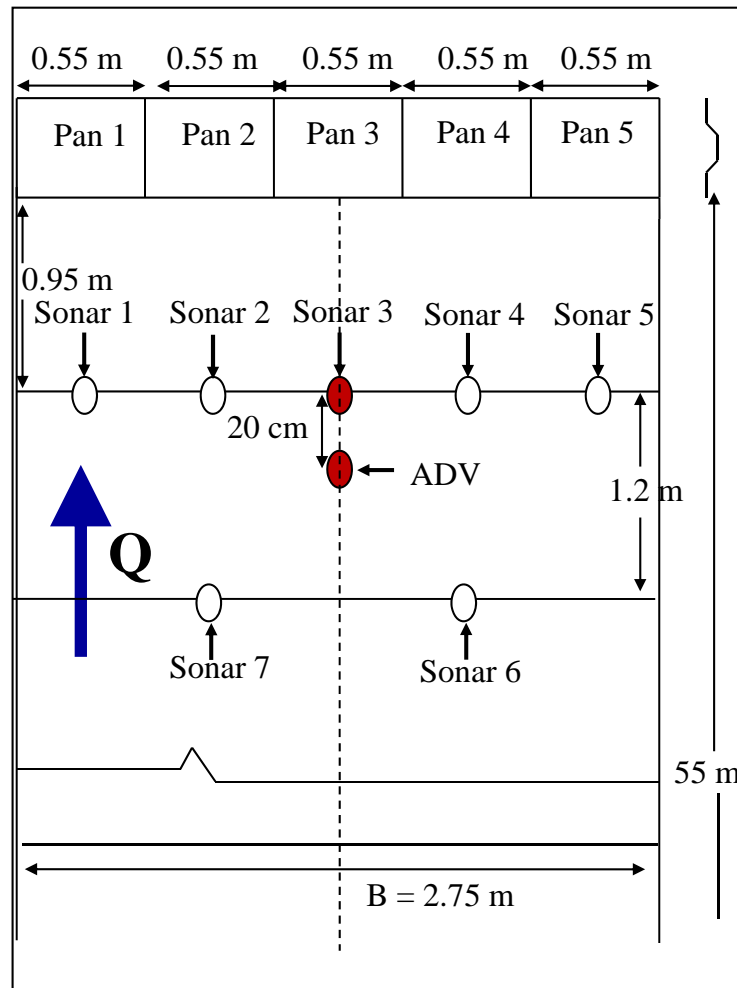 0.55 m 0.55 m 0.55 m 0.55 m 0.55 m
Pan 1 Pan 2 Pan 3 Pan 4 Pan 5
0.95 m
Sonar 1 Sonar 2 Sonar 3 Sonar 4 Sonar 5
20 cm
ADV
1.2 m
Q
Sonar 7 Sonar 6
55 m
B = 2.75 m